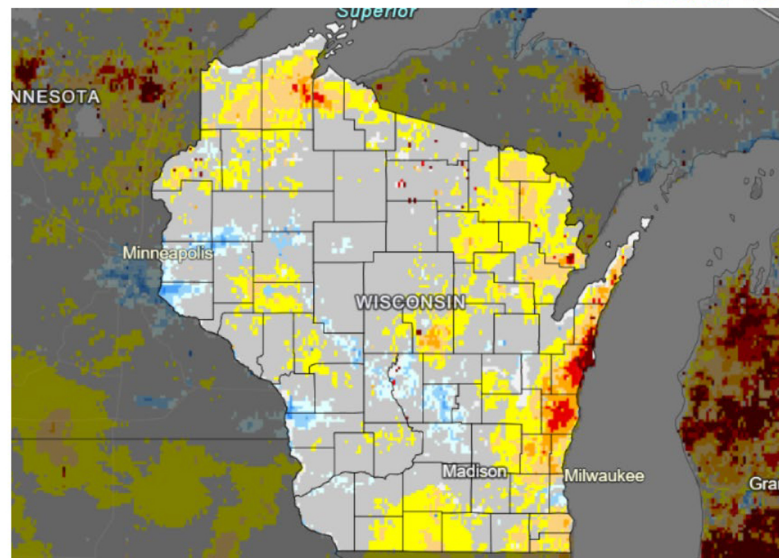 Superior
NNESOTA
Minneapolis
WISCONSIN
Madison
Milwaukee
Gra